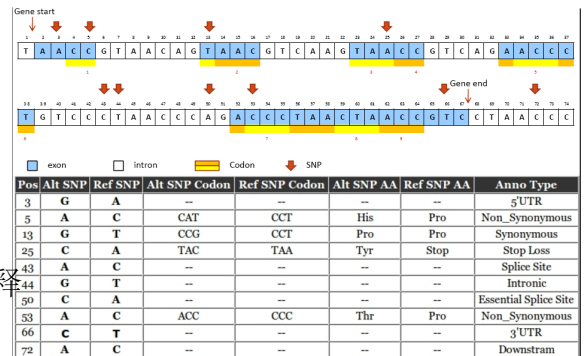 Gene start
1 2 3 4 5 6 7 8 9 10 11 12 13 14 15 16 17 18 19 20 21 22 23 24 25 26 27 28 29 30 31 32 33 34 35 36 37
T A A C C G T A A C A G T A A C G T C A A G T A A C C G T C A G A A C C C
1 2 3 4 5
Gene end
38 39 40 41 42 43 44 45 46 47 48 49 50 51 52 53 54 55 56 57 58 59 60 61 62 63 64 65 66 67 68 69 70 71 72 73 74
T G T C C C T A A C C C A G A C C C T A A C T A A C C G T C C T A A C C C
6 7 8 9
exon intron Codon SNP
Pos Alt SNP Ref SNP Alt SNP Codon Ref SNP Codon Alt SNP AA Ref SNP AA Anno Type
3 G A -- -- -- -- 5'UTR
5 A C CAT CCT His Pro Non_Synonymous
13 G T CCG CCT Pro Pro Synonymous
25 C A TAC TAA Tyr Stop Stop Loss
43 A C -- -- -- -- Splice Site
释
44 G T -- -- -- -- Intronic
50 C A -- -- -- -- Essential Splice Site
53 A C ACC CCC Thr Pro Non_Synonymous
66 C T -- -- -- -- 3'UTR
72 A C -- -- -- -- Downstram